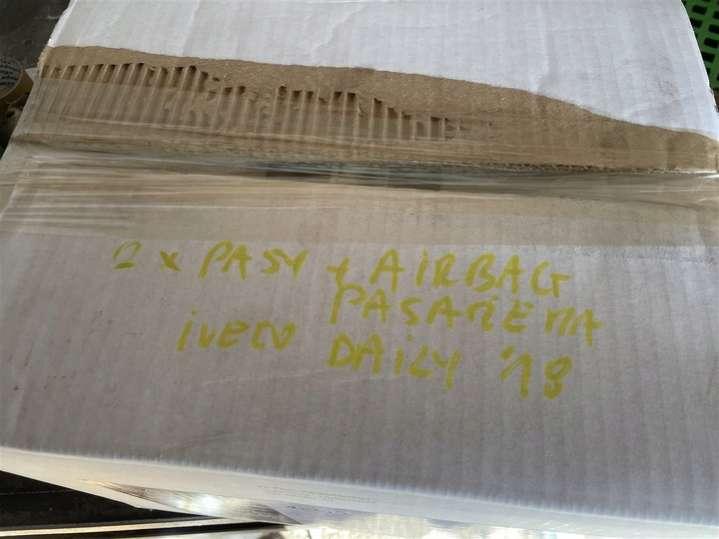 2 x PASY + AIRBAG
PASAŻERA
iveco DAILY '18